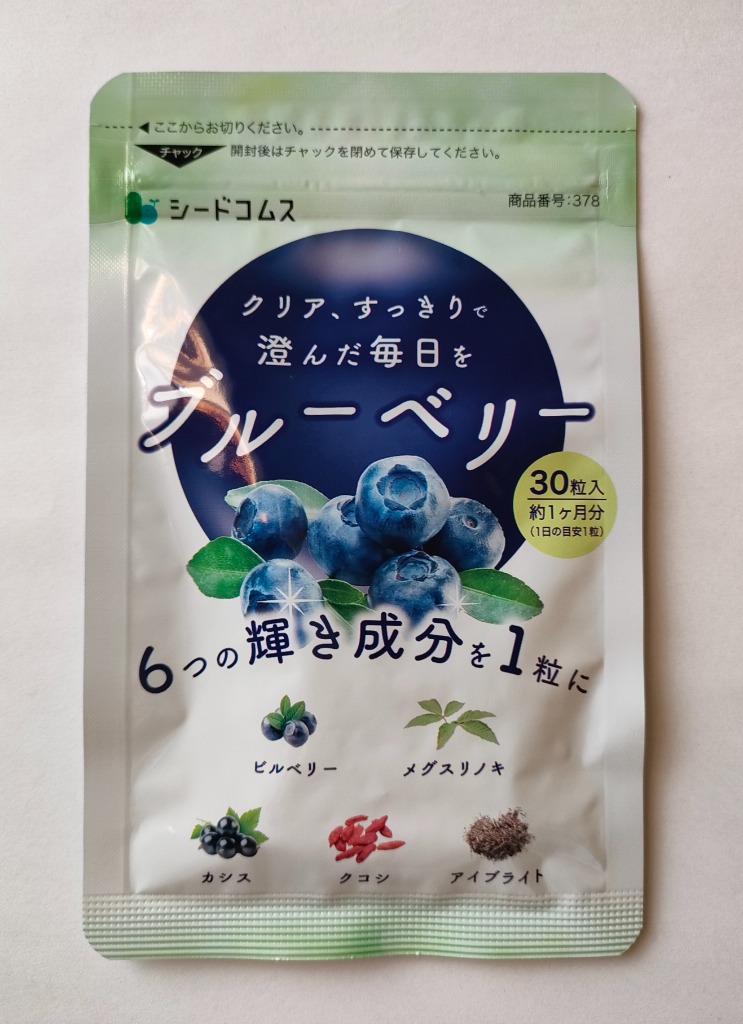 ◀ここからお切りください。
チャック 開封後はチャックを閉めて保存してください。
シードコムス
商品番号:378
クリア、すっきりで
澄んだ毎日を
ブルーベリー
30粒入
約1ヶ月分
(1日の目安1粒)
6つの輝き成分を1粒に
ビルベリー
メグスリノキ
カシス
クコシ
アイブライト